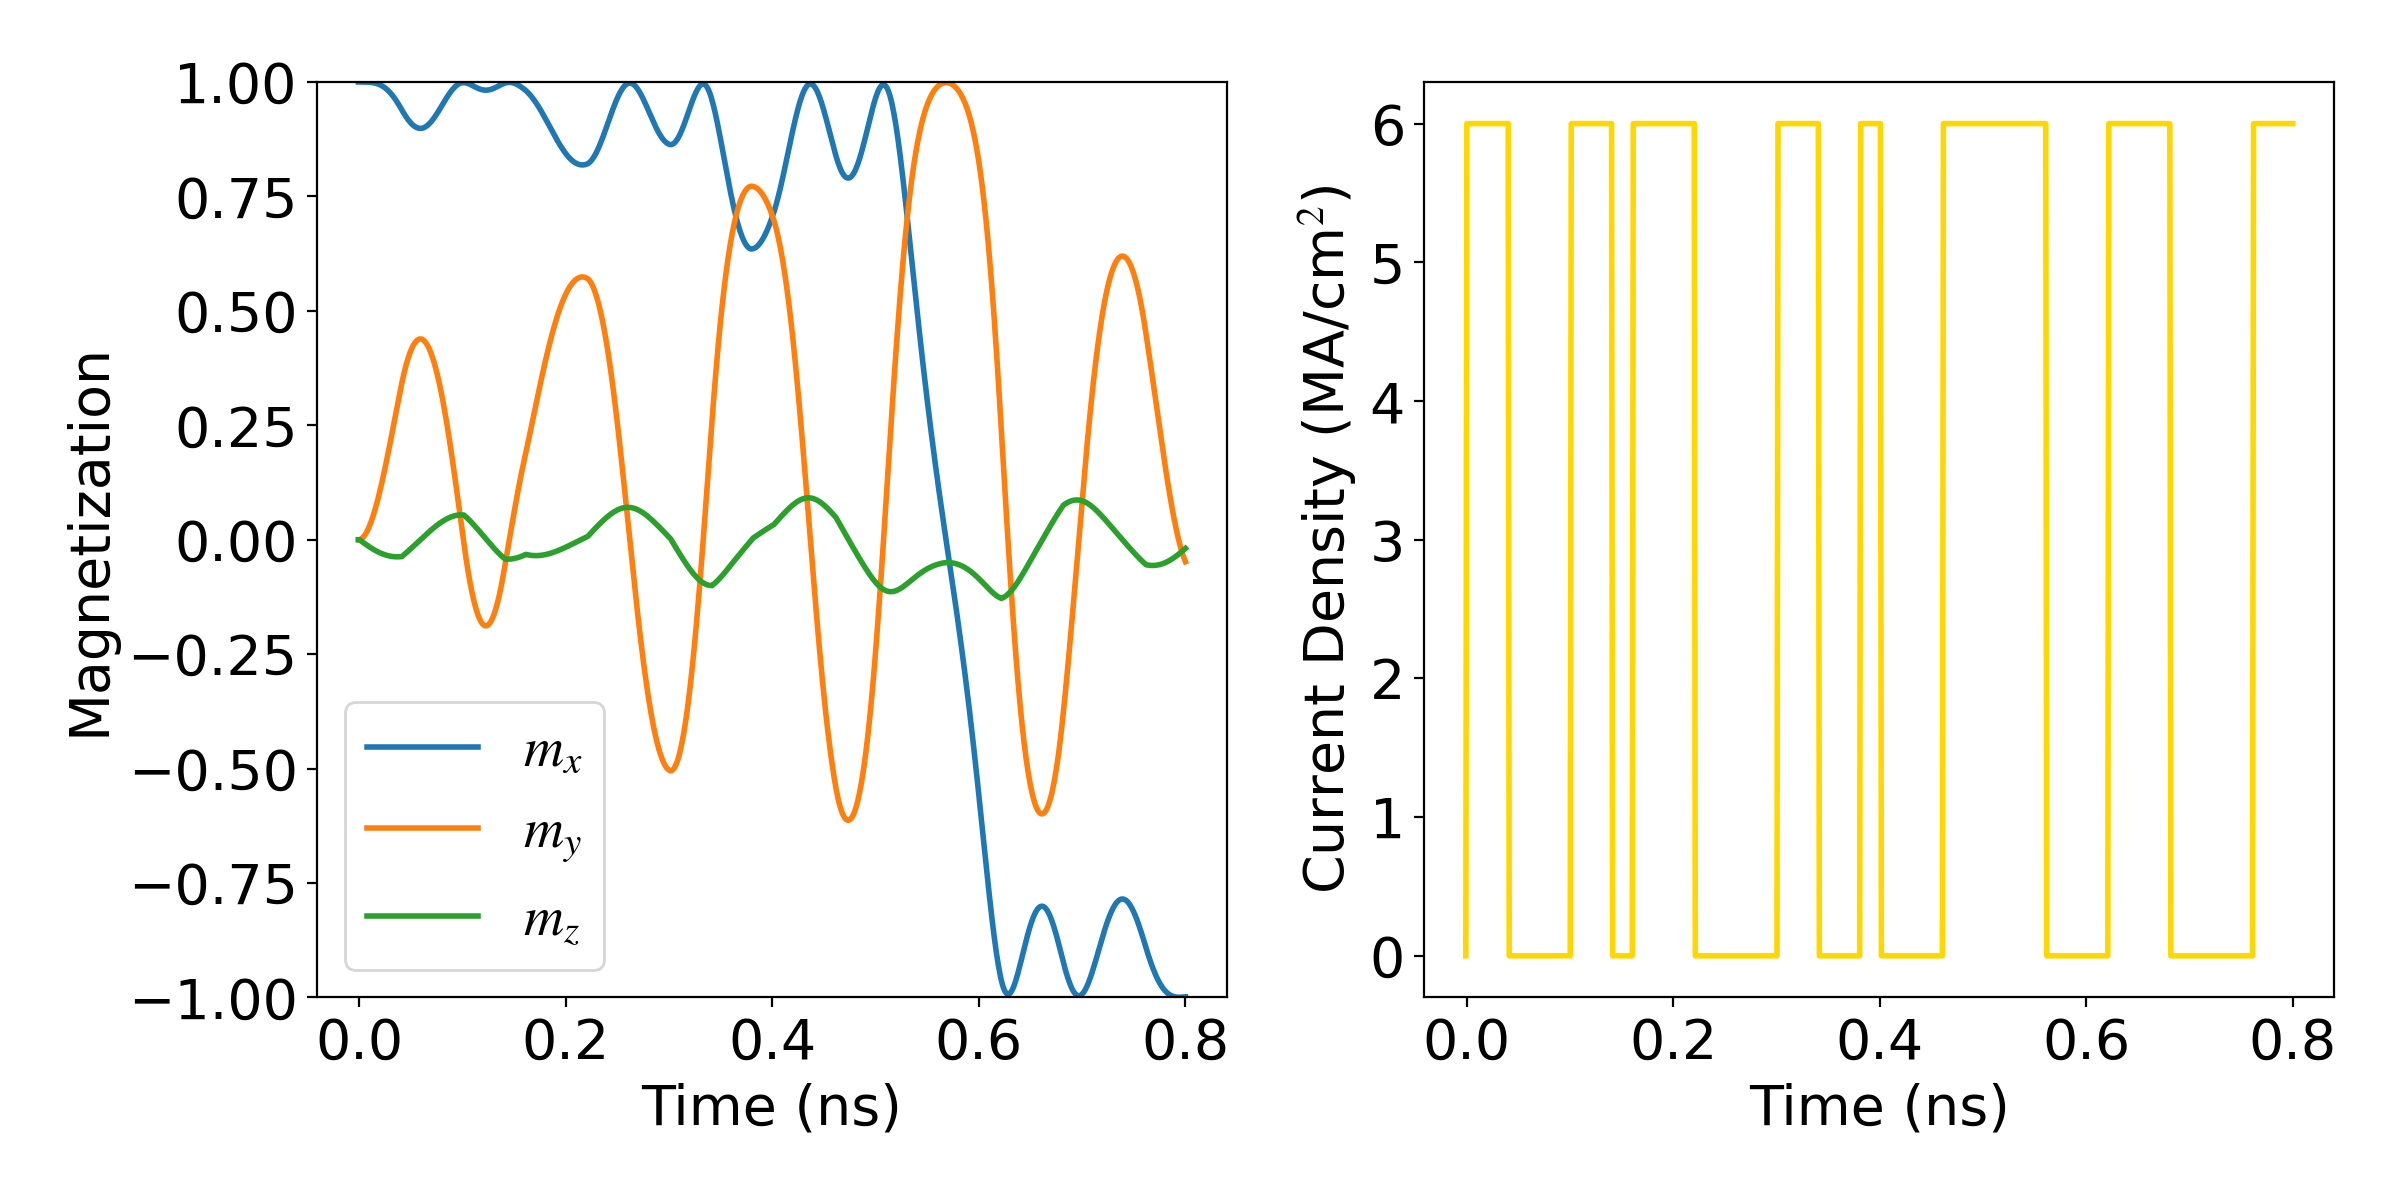 Magnetization
1.00
0.75
0.50
0.25
0.00
−0.25
−0.50
−0.75
−1.00
m_x
m_y
m_z
0.0 0.2 0.4 0.6 0.8
Time (ns)
Current Density (MA/cm²)
6
5
4
3
2
1
0
0.0 0.2 0.4 0.6 0.8
Time (ns)